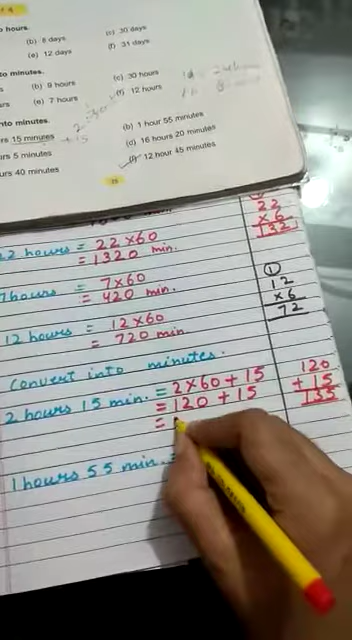 o hours.
(b) 8 days
(c) 30 days
(e) 12 days
(f) 31 days
to minutes.
(b) 9 hours
(c) 30 hours
(e) 7 hours
(f) 12 hours
nto minutes.
rs 15 minutes
(b) 1 hour 55 minutes
urs 5 minutes
(d) 16 hours 20 minutes
urs 40 minutes
(f) 12 hour 45 minutes
22 hours = 22 x 60
= 1320 min.
22
x 6
132
7 hours = 7 x 60
= 420 min.
1
12
x 6
72
12 hours = 12 x 60
= 720 min
Convert into minutes.
2 hours 15 min. = 2 x 60 + 15
= 120 + 15
=
120
+ 15
135
1 hours 55 min. =